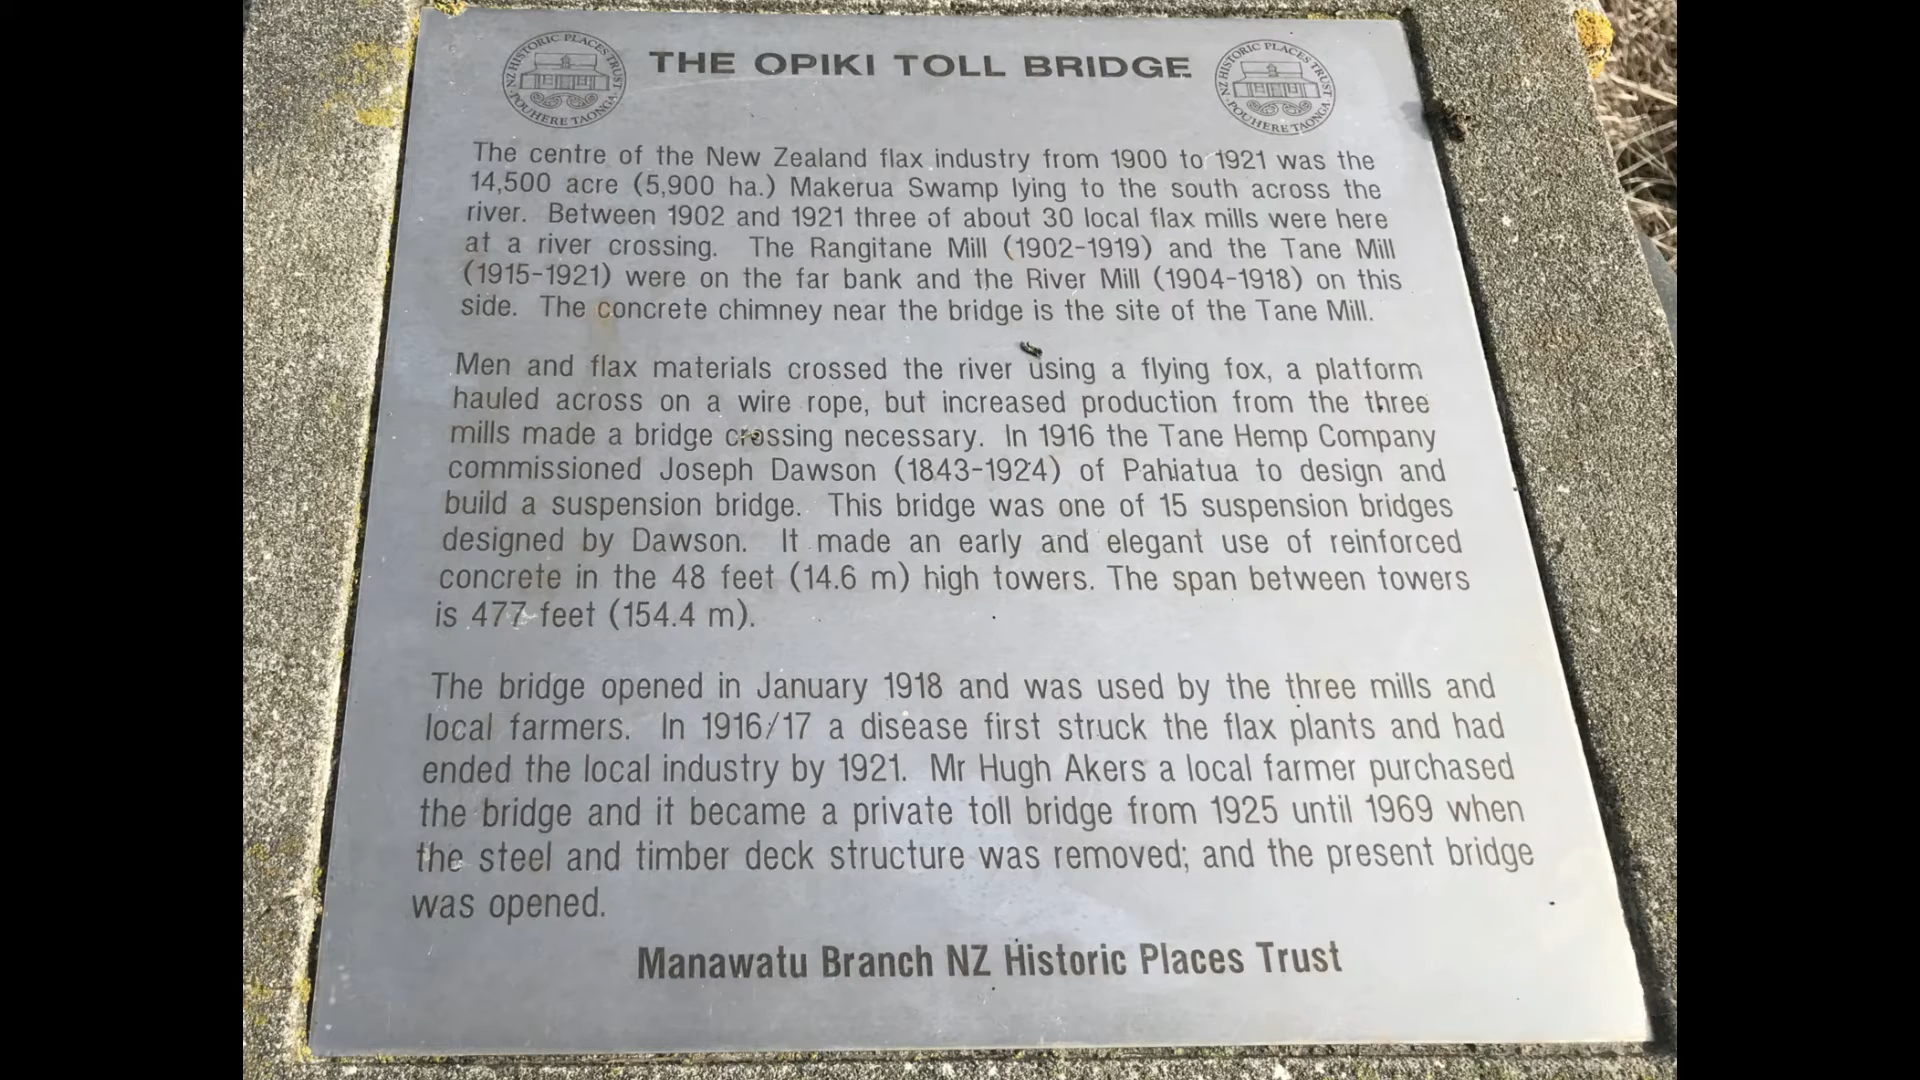 NZ HISTORIC PLACES TRUST
POUHERE TAONGA
THE OPIKI TOLL BRIDGE
NZ HISTORIC PLACES TRUST
POUHERE TAONGA
The centre of the New Zealand flax industry from 1900 to 1921 was the
14,500 acre (5,900 ha.) Makerua Swamp lying to the south across the
river. Between 1902 and 1921 three of about 30 local flax mills were here
at a river crossing. The Rangitane Mill (1902-1919) and the Tane Mill
(1915-1921) were on the far bank and the River Mill (1904-1918) on this
side. The concrete chimney near the bridge is the site of the Tane Mill.
Men and flax materials crossed the river using a flying fox, a platform
hauled across on a wire rope, but increased production from the three
mills made a bridge crossing necessary. In 1916 the Tane Hemp Company
commissioned Joseph Dawson (1843-1924) of Pahiatua to design and
build a suspension bridge. This bridge was one of 15 suspension bridges
designed by Dawson. It made an early and elegant use of reinforced
concrete in the 48 feet (14.6 m) high towers. The span between towers
is 477 feet (154.4 m).
The bridge opened in January 1918 and was used by the three mills and
local farmers. In 1916/17 a disease first struck the flax plants and had
ended the local industry by 1921. Mr Hugh Akers a local farmer purchased
the bridge and it became a private toll bridge from 1925 until 1969 when
the steel and timber deck structure was removed; and the present bridge
was opened.
Manawatu Branch NZ Historic Places Trust